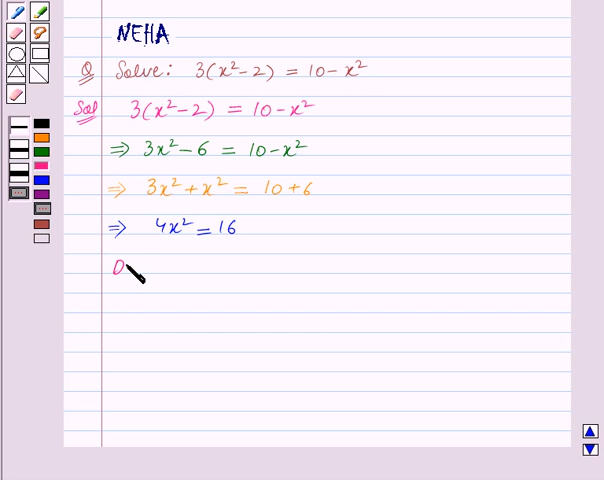 NEHA
Q Solve: 3(x²-2) = 10-x²
Sol 3(x²-2) = 10-x²
⇒ 3x²-6 = 10-x²
⇒ 3x²+x² = 10+6
⇒ 4x² = 16
D